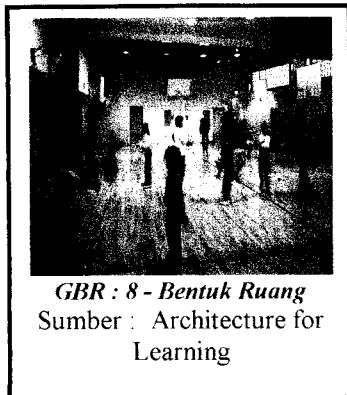 GBR : 8 - Bentuk Ruang
Sumber : Architecture for
Learning